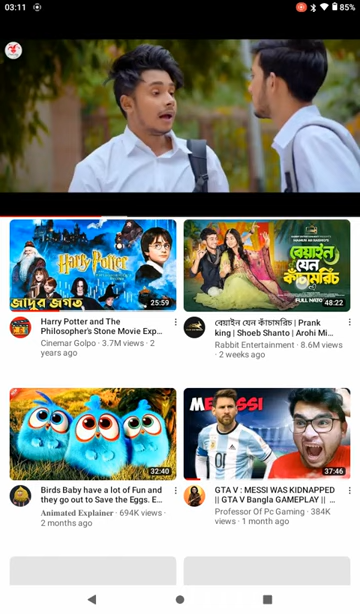 03:11
85%
Harry Potter
জাদুর জগত
25:59
বেয়াইন
যেন
কাঁচামরিচ
FULL NATOK
48:22
Harry Potter and The
Philosopher's Stone Movie Exp...
Cinemar Golpo · 3.7M views · 2
years ago
বেয়াইন যেন কাঁচামরিচ | Prank
king | Shoeb Shanto | Arohi Mi...
Rabbit Entertainment · 8.6M views
· 2 weeks ago
32:40
MESSI
10
37:46
Birds Baby have a lot of Fun and
they go out to Save the Eggs. E...
Animated Explainer · 694K views ·
2 months ago
GTA V : MESSI WAS KIDNAPPED
|| GTA V Bangla GAMEPLAY || ...
Professor Of Pc Gaming · 384K
views · 1 month ago